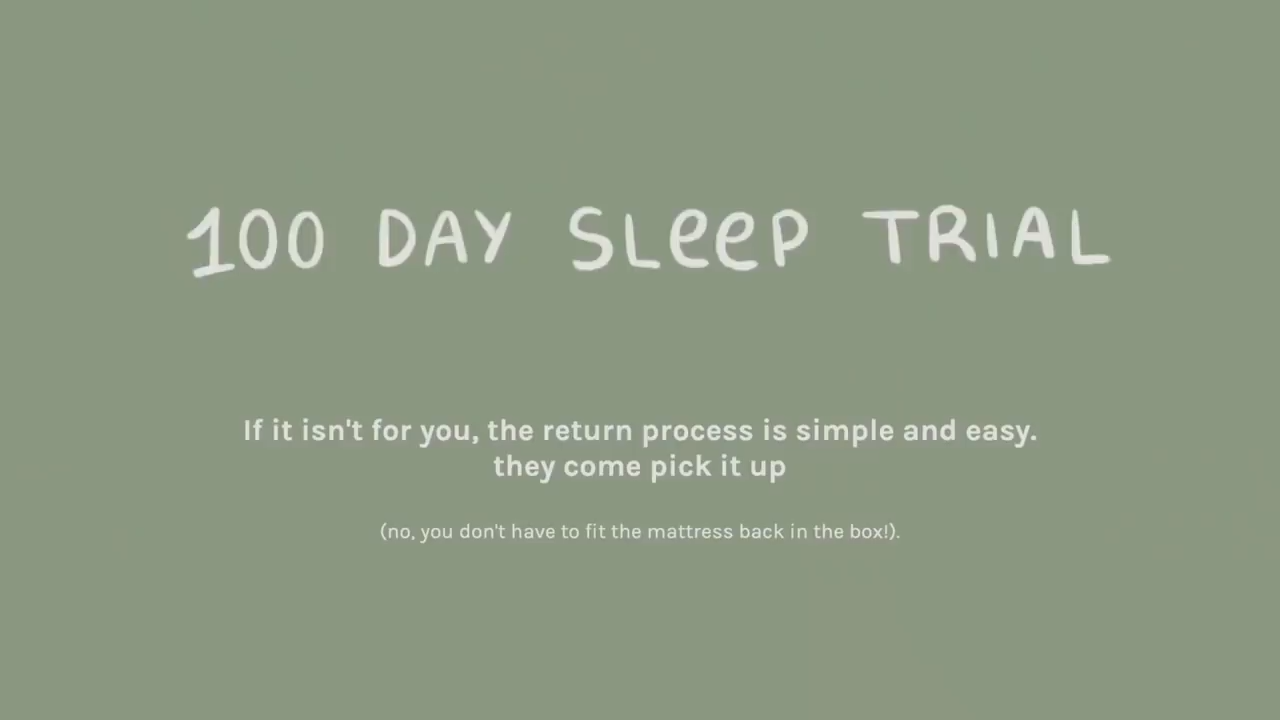 100 DAY SLeeP TRIAL
If it isn't for you, the return process is simple and easy.
they come pick it up
(no, you don't have to fit the mattress back in the box!).